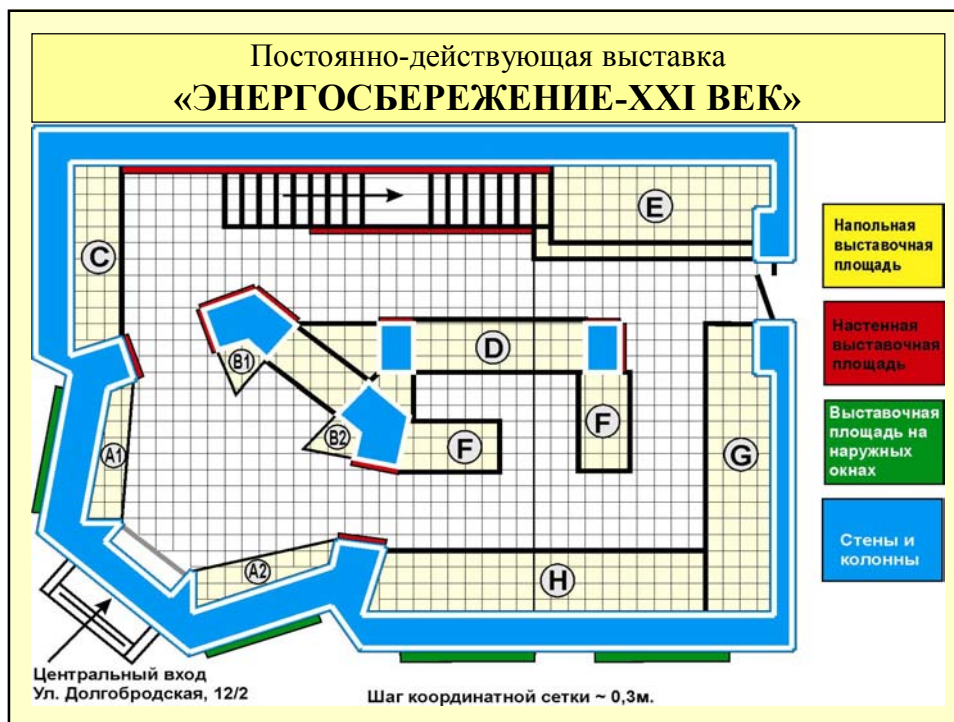 Постоянно-действующая выставка
«ЭНЕРГОСБЕРЕЖЕНИЕ-XXI ВЕК»
E
C
Напольная
выставочная
площадь
Настенная
выставочная
площадь
D
B1
F
F
B2
A1
G
Выставочная
площадь на
наружных
окнах
A2
H
Стены и
колонны
Центральный вход
Ул. Долгобродская, 12/2
Шаг координатной сетки ~ 0,3м.